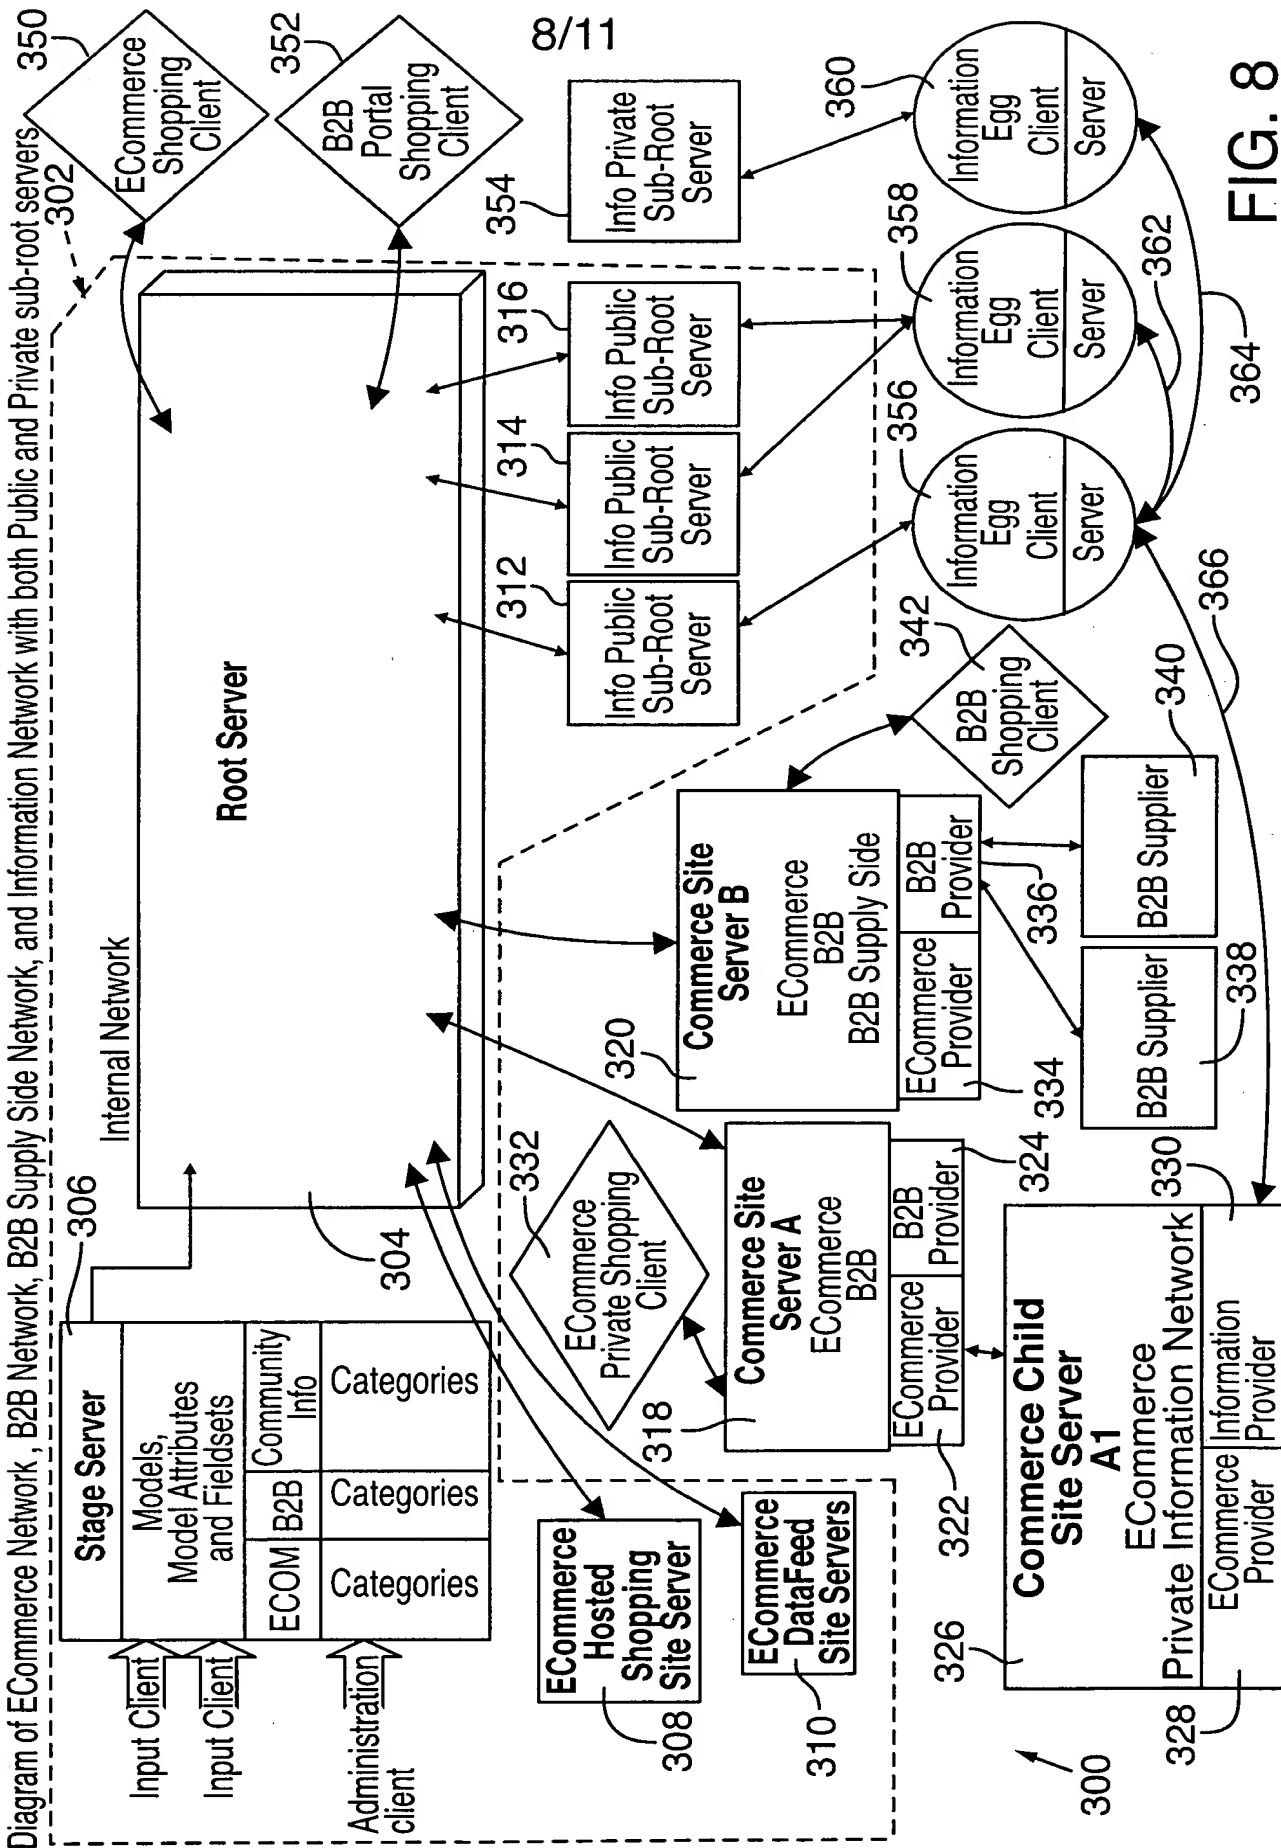 Diagram of ECommerce Network , B2B Network, B2B Supply Side Network, and Information Network with both Public and Private sub-root servers
302
306
Stage Server
Models,
Model Attributes
and Fieldsets
ECOM
B2B
Community
Info
Categories
Categories
Categories
Input Client
Input Client
Administration
client
Internal Network
Root Server
304
350
ECommerce
Shopping
Client
352
B2B
Portal
Shopping
Client
8/11
ECommerce
Hosted
Shopping
Site Server
308
ECommerce
DataFeed
Site Servers
310
332
ECommerce
Private Shopping
Client
Commerce Site
Server A
ECommerce
B2B
318
ECommerce
Provider
322
B2B
Provider
324
320
Commerce Site
Server B
ECommerce
B2B
B2B Supply Side
ECommerce
Provider
334
B2B
Provider
336
342
B2B
Shopping
Client
312
Info Public
Sub-Root
Server
314
Info Public
Sub-Root
Server
316
Info Public
Sub-Root
Server
354
Info Private
Sub-Root
Server
326
Commerce Child
Site Server
A1
ECommerce
Private Information Network
ECommerce
Provider
328
Information
Provider
330
B2B Supplier
338
B2B Supplier
340
356
Information
Egg
Client
Server
358
Information
Egg
Client
Server
360
Information
Egg
Client
Server
362
364
366
300
FIG. 8